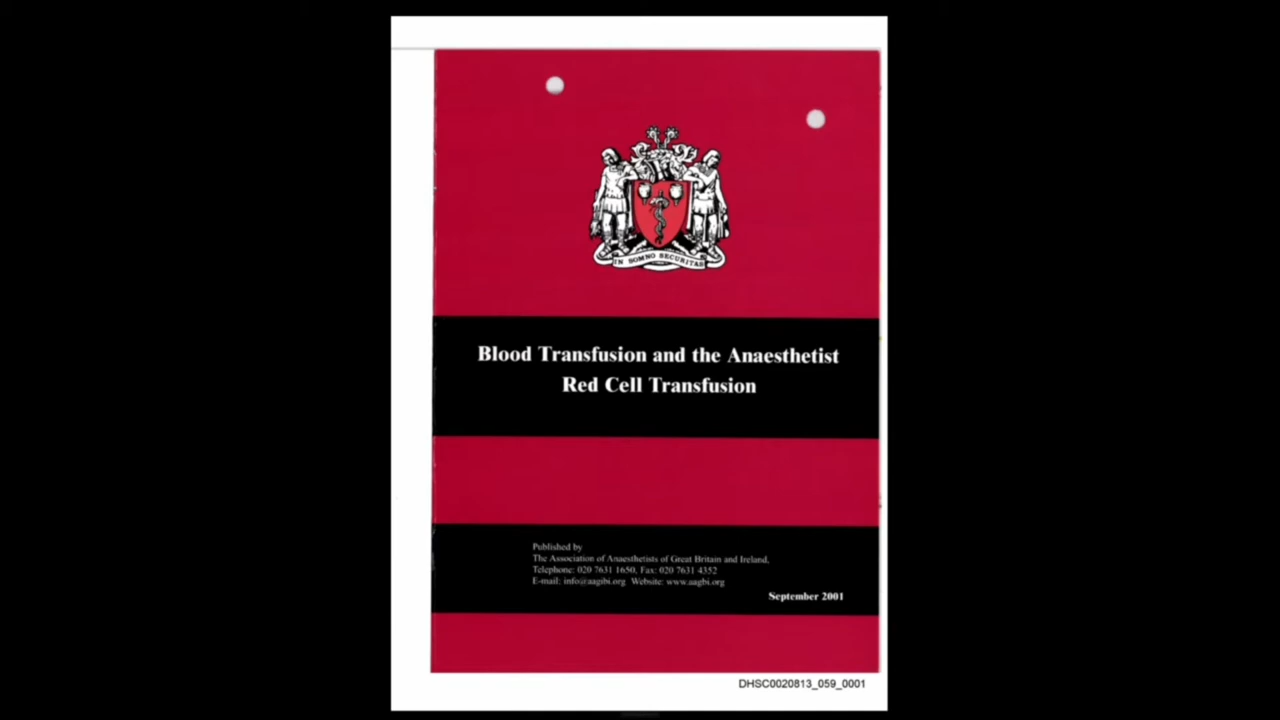 IN SOMNO SECURITAS
Blood Transfusion and the Anaesthetist
Red Cell Transfusion
Published by
The Association of Anaesthetists of Great Britain and Ireland,
Telephone: 020 7631 1650, Fax: 020 7631 4352
E-mail: info@aagbi.org Website: www.aagbi.org
September 2001
DHSC0020813_059_0001